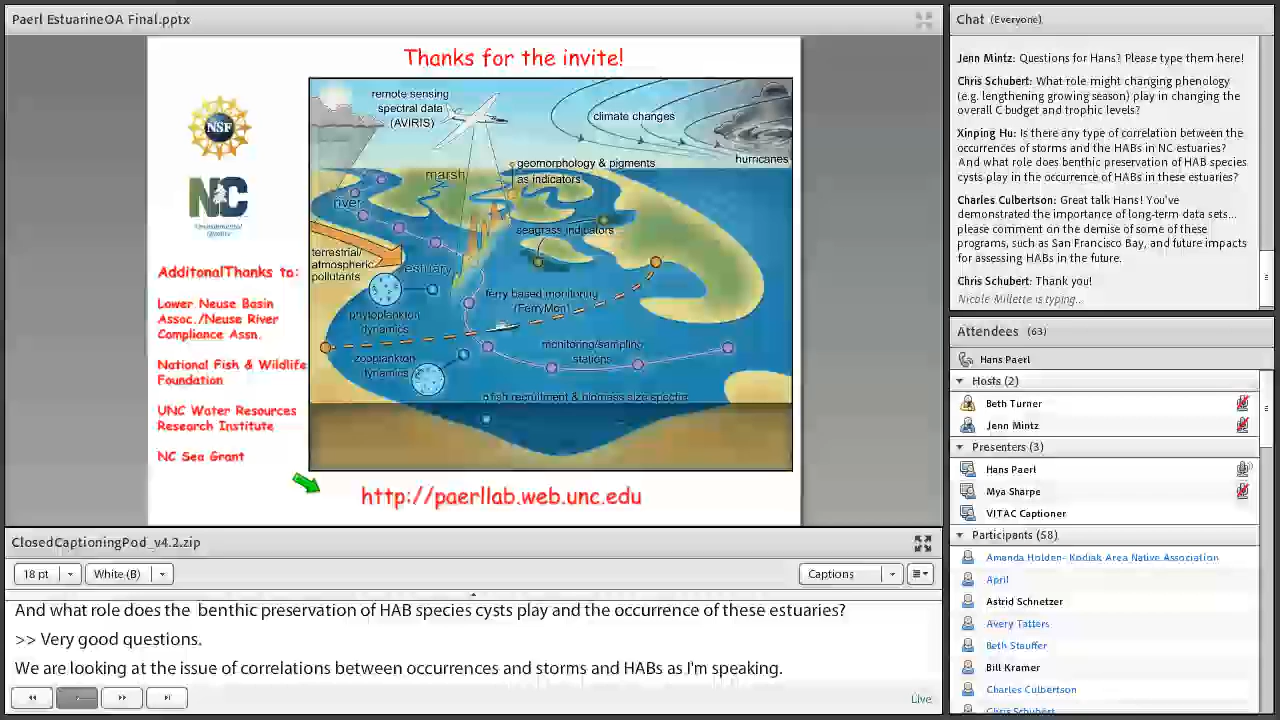 Paerl EstuarineOA Final.pptx
Thanks for the invite!
NSF
NC
Environmental
Quality
AdditonalThanks to:
Lower Neuse Basin
Assoc./Neuse River
Compliance Assn.
National Fish & Wildlife
Foundation
UNC Water Resources
Research Institute
NC Sea Grant
remote sensing
spectral data
(AVIRIS)
climate changes
hurricanes
geomorphology & pigments
as indicators
marsh
river
seagrass indicators
terrestrial/
atmospheric
pollutants
estuary
ferry based monitoring
(FerryMon)
phytoplankton
dynamics
monitoring/sampling
stations
zooplankton
dynamics
fish recruitment & biomass size spectra
http://paerllab.web.unc.edu
ClosedCaptioningPod_v4.2.zip
18 pt
White (B)
Captions
And what role does the benthic preservation of HAB species cysts play and the occurrence of these estuaries?
>> Very good questions.
We are looking at the issue of correlations between occurrences and storms and HABs as I'm speaking.
Live
Chat (Everyone)
Jenn Mintz: Questions for Hans? Please type them here!
Chris Schubert: What role might changing phenology
(e.g. lengthening growing season) play in changing the
overall C budget and trophic levels?
Xinping Hu: Is there any type of correlation between the
occurrences of storms and the HABs in NC estuaries?
And what role does benthic preservation of HAB species
cysts play in the occurrence of HABs in these estuaries?
Charles Culbertson: Great talk Hans! You've
demonstrated the importance of long-term data sets...
please comment on the demise of some of these
programs, such as San Francisco Bay, and future impacts
for assessing HABs in the future.
Chris Schubert: Thank you!
Nicole Millette is typing...
Attendees (63)
Hans Paerl
Hosts (2)
Beth Turner
Jenn Mintz
Presenters (3)
Hans Paerl
Mya Sharpe
VITAC Captioner
Participants (58)
Amanda Holden- Kodiak Area Native Association
April
Astrid Schnetzer
Avery Tatters
Beth Stauffer
Bill Kramer
Charles Culbertson
Chris Schubert